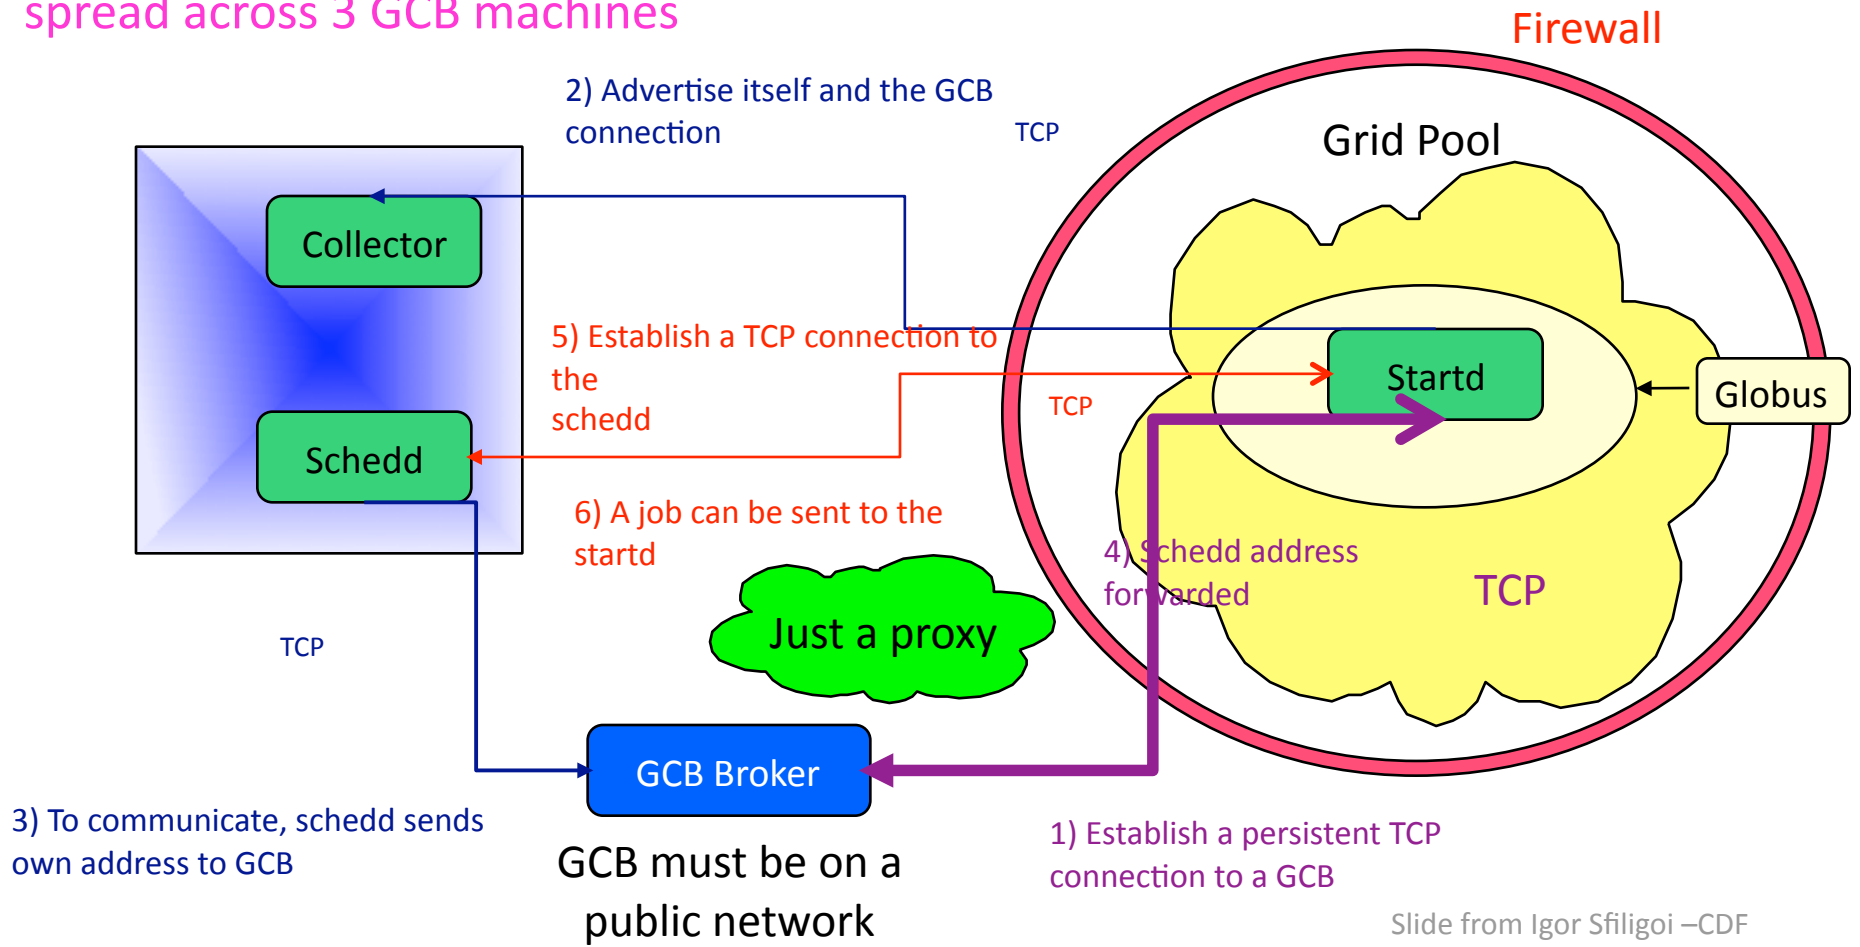 spread across 3 GCB machines
Firewall
2) Advertise itself and the GCB
connection
TCP
Grid Pool
Collector
5) Establish a TCP connection to
the
schedd
TCP
Startd
Globus
Schedd
6) A job can be sent to the
startd
4) Schedd address
forwarded
TCP
Just a proxy
TCP
GCB Broker
3) To communicate, schedd sends
own address to GCB
1) Establish a persistent TCP
connection to a GCB
GCB must be on a
public network
Slide from Igor Sfiligoi –CDF